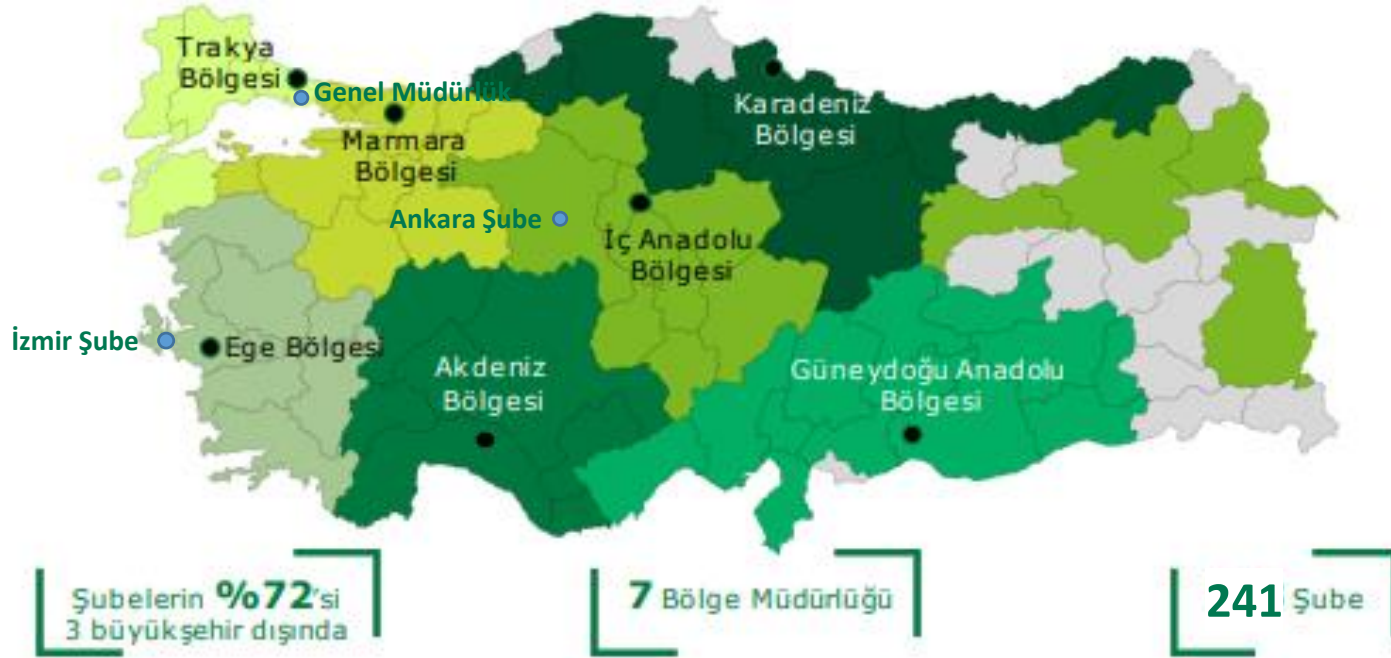 Trakya
Bölgesi
Genel Müdürlük
Marmara
Bölgesi
Karadeniz
Bölgesi
Ankara Şube
İç Anadolu
Bölgesi
İzmir Şube
Ege Bölgesi
Akdeniz
Bölgesi
Güneydoğu Anadolu
Bölgesi
Şubelerin %72'si
3 büyükşehir dışında
7 Bölge Müdürlüğü
241 Şube